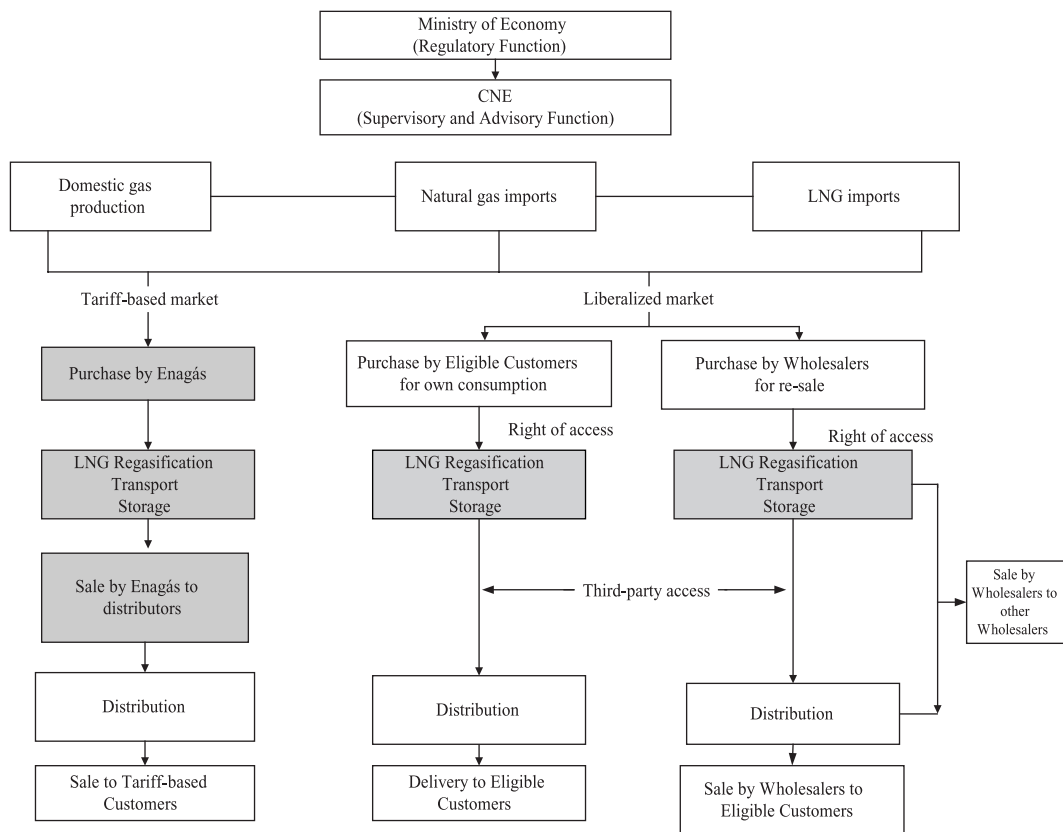 Ministry of Economy
(Regulatory Function)
CNE
(Supervisory and Advisory Function)
Domestic gas
production
Natural gas imports
LNG imports
Tariff-based market
Liberalized market
Purchase by Enagás
Purchase by Eligible Customers
for own consumption
Purchase by Wholesalers
for re-sale
Right of access
Right of access
LNG Regasification
Transport
Storage
LNG Regasification
Transport
Storage
LNG Regasification
Transport
Storage
Sale by Enagás to
distributors
Third-party access
Sale by
Wholesalers to
other
Wholesalers
Distribution
Distribution
Distribution
Sale to Tariff-based
Customers
Delivery to Eligible
Customers
Sale by Wholesalers to
Eligible Customers